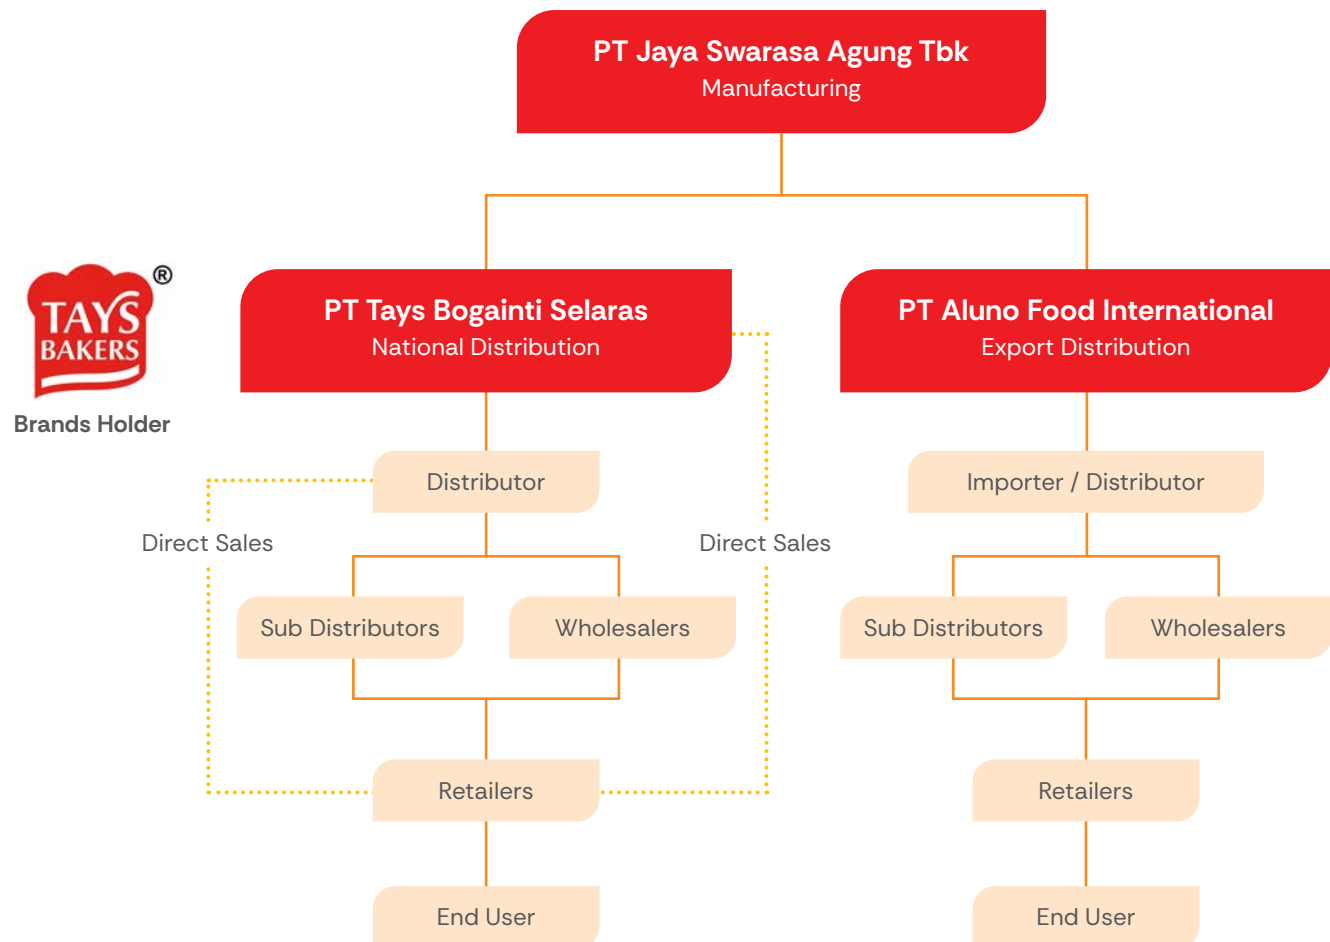 PT Jaya Swarasa Agung Tbk
Manufacturing
TAYS
BAKERS
®
Brands Holder
PT Tays Bogainti Selaras
National Distribution
PT Aluno Food International
Export Distribution
Distributor
Importer / Distributor
Direct Sales
Direct Sales
Sub Distributors
Wholesalers
Sub Distributors
Wholesalers
Retailers
Retailers
End User
End User